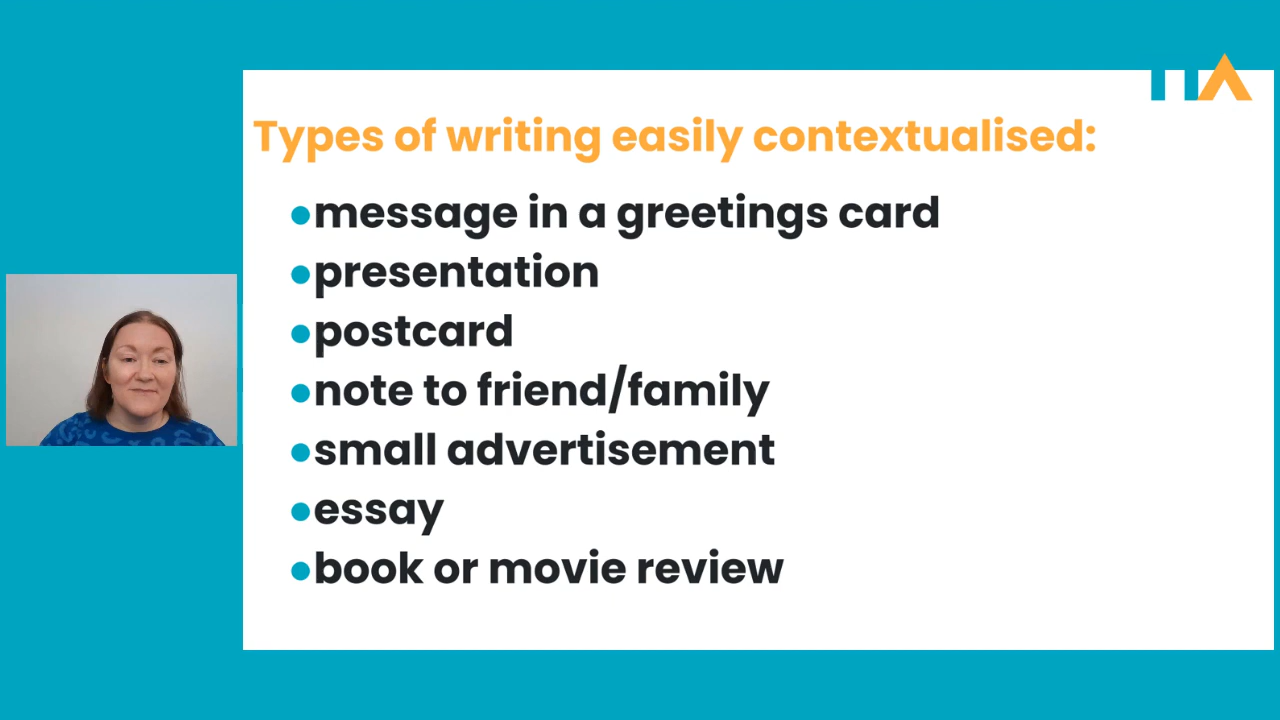 Types of writing easily contextualised:
●message in a greetings card
●presentation
●postcard
●note to friend/family
●small advertisement
●essay
●book or movie review